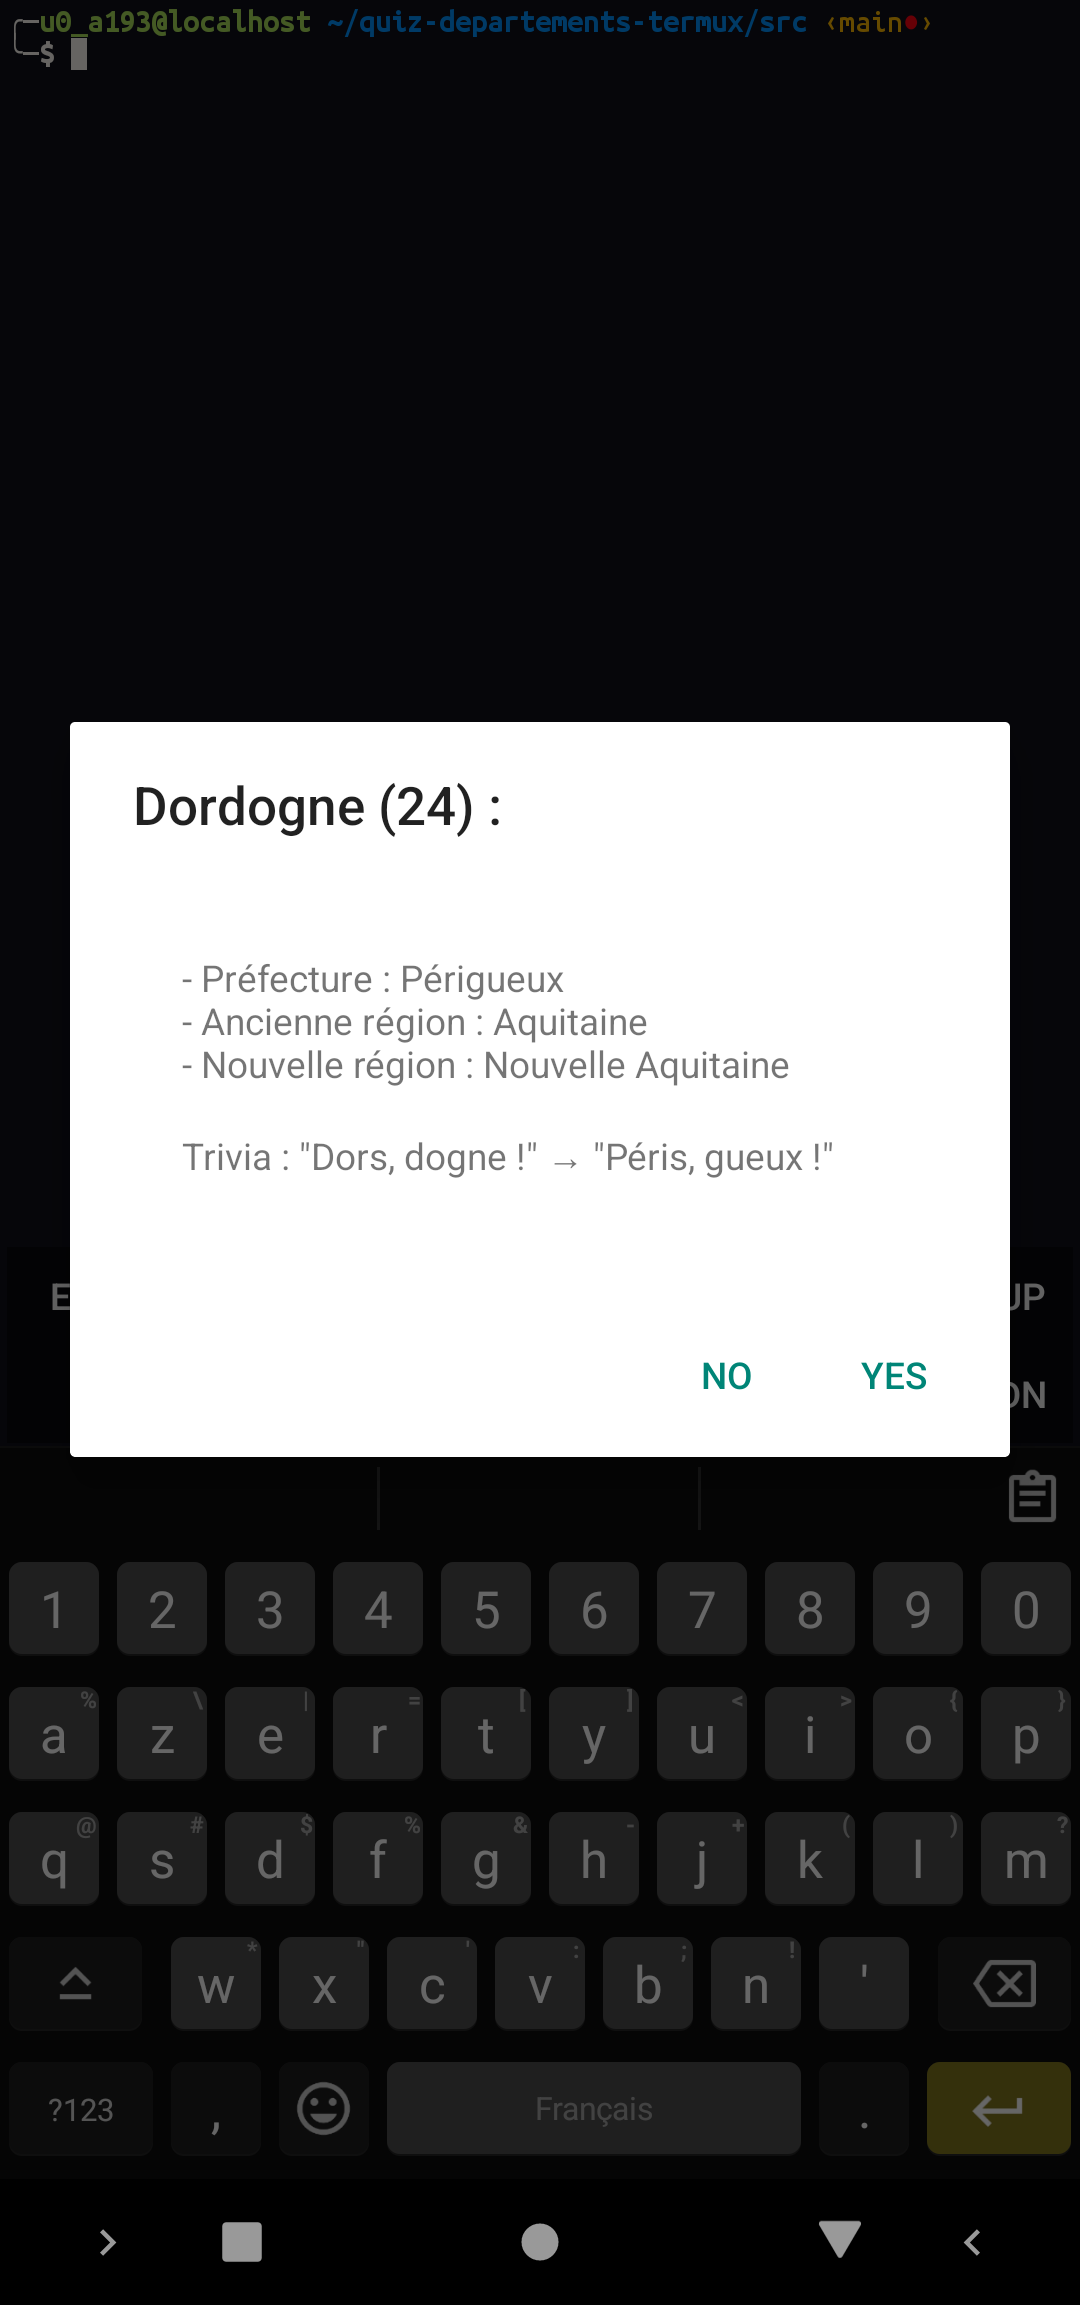 u0_a193@localhost ~/quiz-departements-termux/src ‹main●›
$
Dordogne (24) :
- Préfecture : Périgueux
- Ancienne région : Aquitaine
- Nouvelle région : Nouvelle Aquitaine
Trivia : "Dors, dogne !" → "Péris, gueux !"
E UP
NO YES
ON
1 2 3 4 5 6 7 8 9 0
% \ | = [ ] < > { }
a z e r t y u i o p
@ # $ % & - + ( ) ?
q s d f g h j k l m
* " ' : ; !
w x c v b n '
?123 , Français .